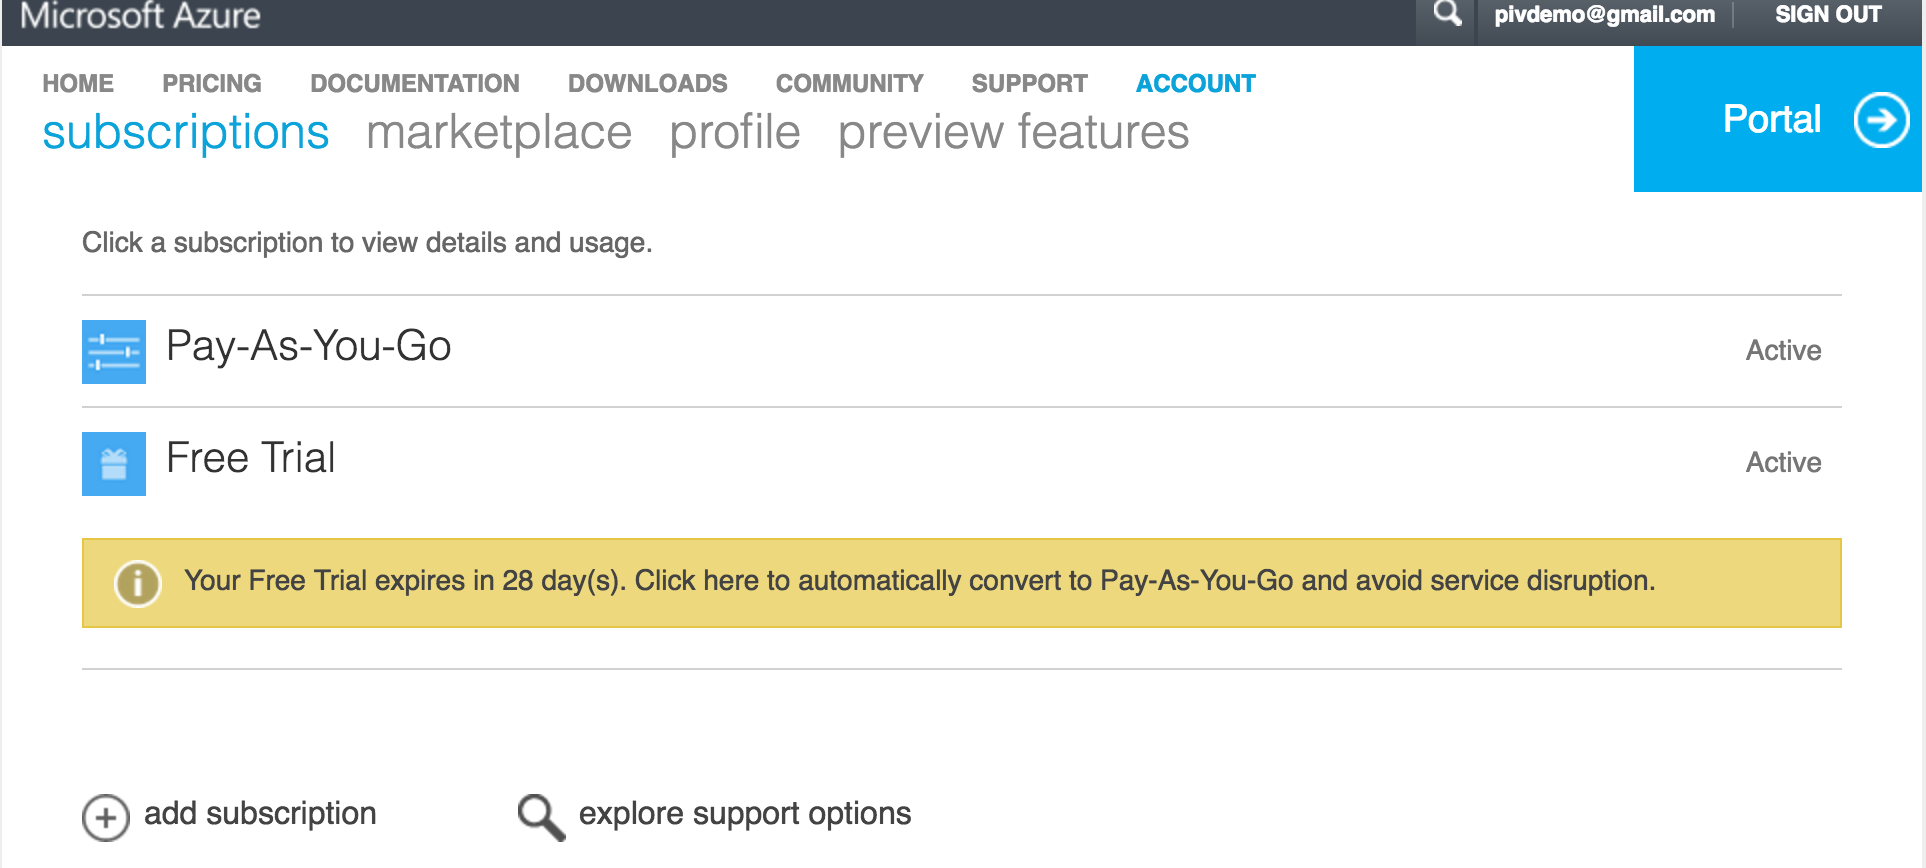 Microsoft Azure
pivdemo@gmail.com
SIGN OUT
HOME PRICING DOCUMENTATION DOWNLOADS COMMUNITY SUPPORT ACCOUNT
subscriptions marketplace profile preview features
Portal
Click a subscription to view details and usage.
Pay-As-You-Go
Active
Free Trial
Active
Your Free Trial expires in 28 day(s). Click here to automatically convert to Pay-As-You-Go and avoid service disruption.
add subscription
explore support options